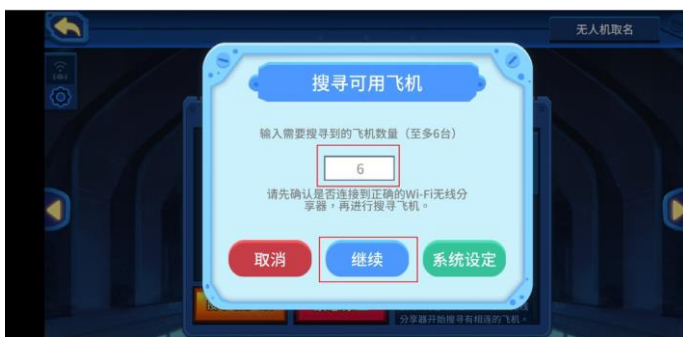 无人机取名
搜寻可用飞机
输入需要搜寻到的飞机数量（至多6台）
6
请先确认是否连接到正确的Wi-Fi无线分
享器，再进行搜寻飞机。
取消
继续
系统设定
分享器开始搜寻有相连的飞机。